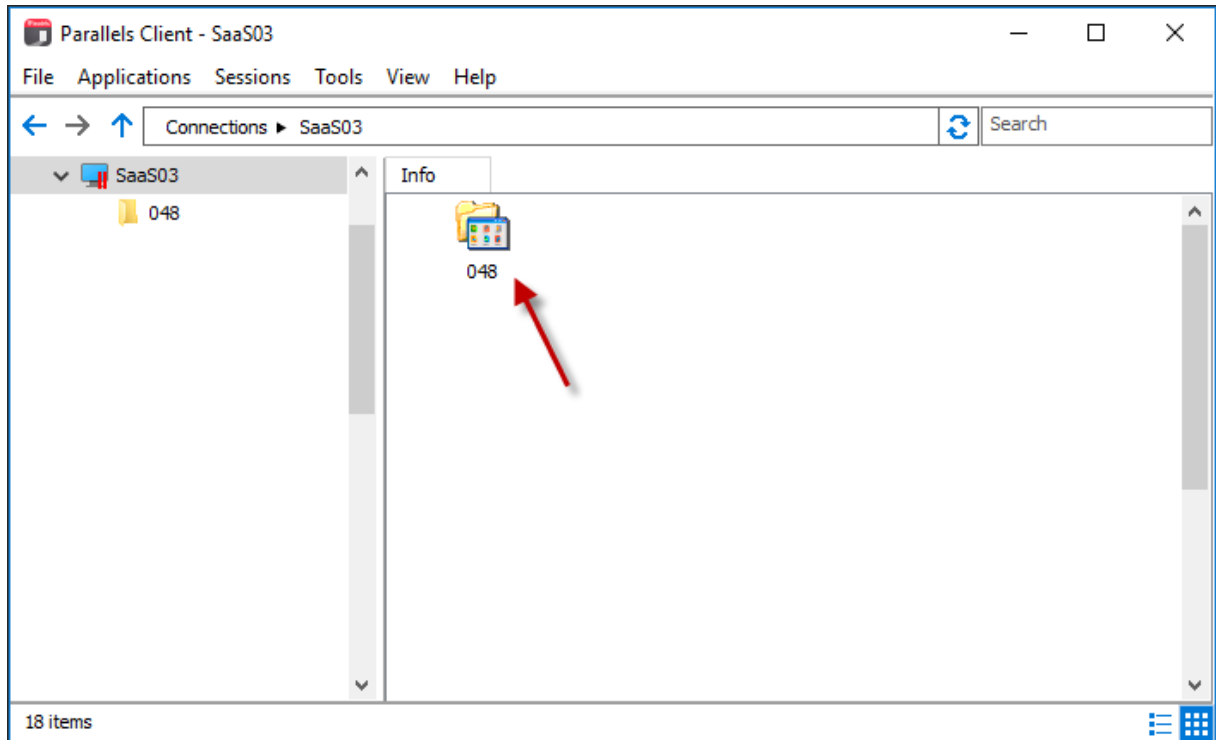 Parallels Client - SaaS03
File Applications Sessions Tools View Help
Connections ▸ SaaS03 Search
SaaS03
Info
048
048
18 items